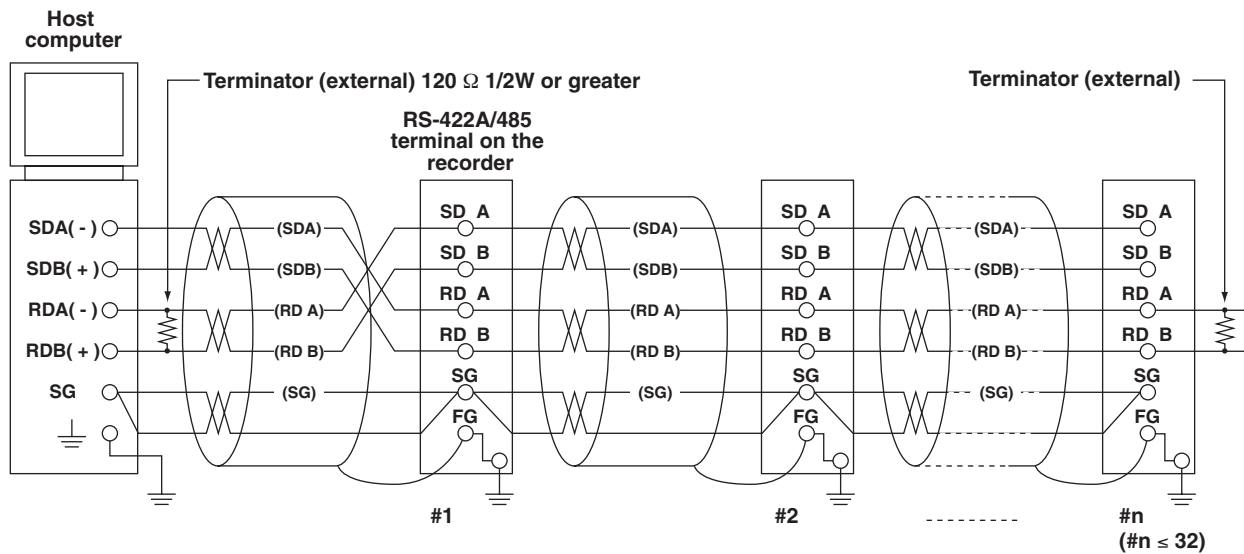 Host
computer
Terminator (external) 120 Ω 1/2W or greater
Terminator (external)
RS-422A/485
terminal on the
recorder
SDA( - )
SDB( + )
RDA( - )
RDB( + )
SG
(SDA)
(SDB)
(RD A)
(RD B)
(SG)
SD A
SD B
RD A
RD B
SG
FG
#1
(SDA)
(SDB)
(RD A)
(RD B)
(SG)
SD A
SD B
RD A
RD B
SG
FG
#2
(SDA)
(SDB)
(RD A)
(RD B)
(SG)
SD A
SD B
RD A
RD B
SG
FG
#n
(#n ≤ 32)